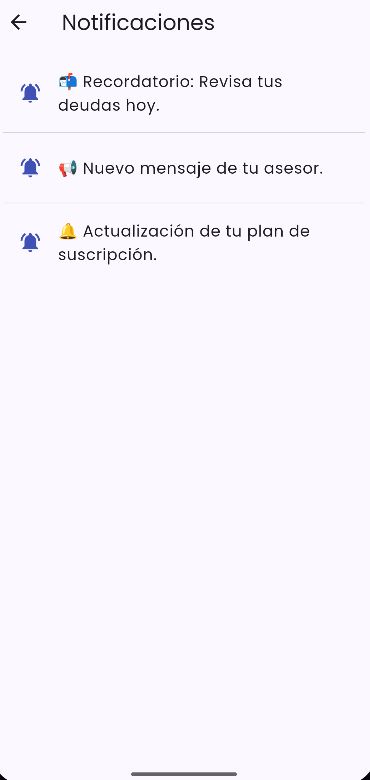 Notificaciones
📬 Recordatorio: Revisa tus
deudas hoy.
📢 Nuevo mensaje de tu asesor.
🔔 Actualización de tu plan de
suscripción.